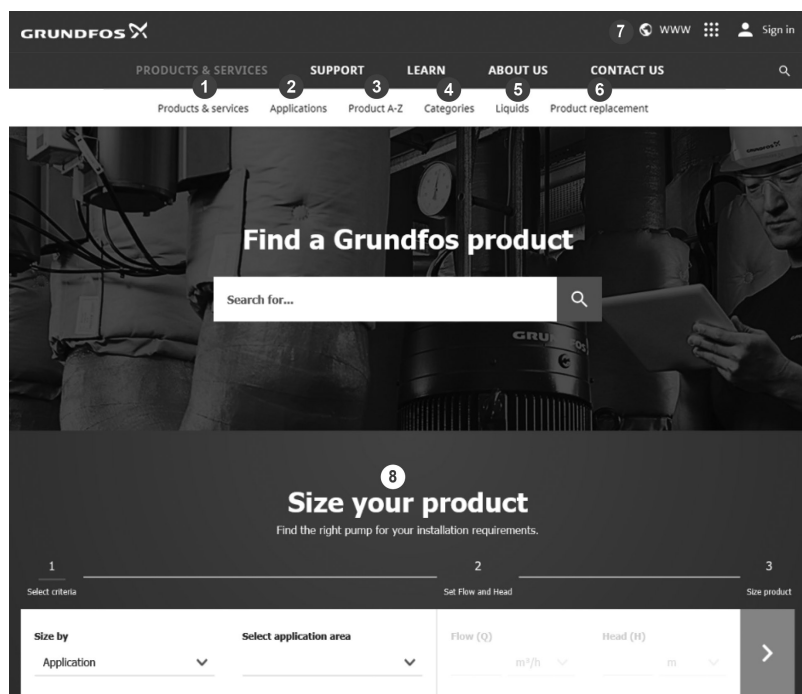 GRUNDFOS
7 WWW Sign in
PRODUCTS & SERVICES SUPPORT LEARN ABOUT US CONTACT US
1 2 3 4 5 6
Products & services Applications Product A-Z Categories Liquids Product replacement
GRUNDFOS
Find a Grundfos product
Search for...
GRUNDFOS
8
Size your product
Find the right pump for your installation requirements.
1 2 3
Select criteria Set Flow and Head Size product
Size by Select application area Flow (Q) Head (H)
Application m³/h m